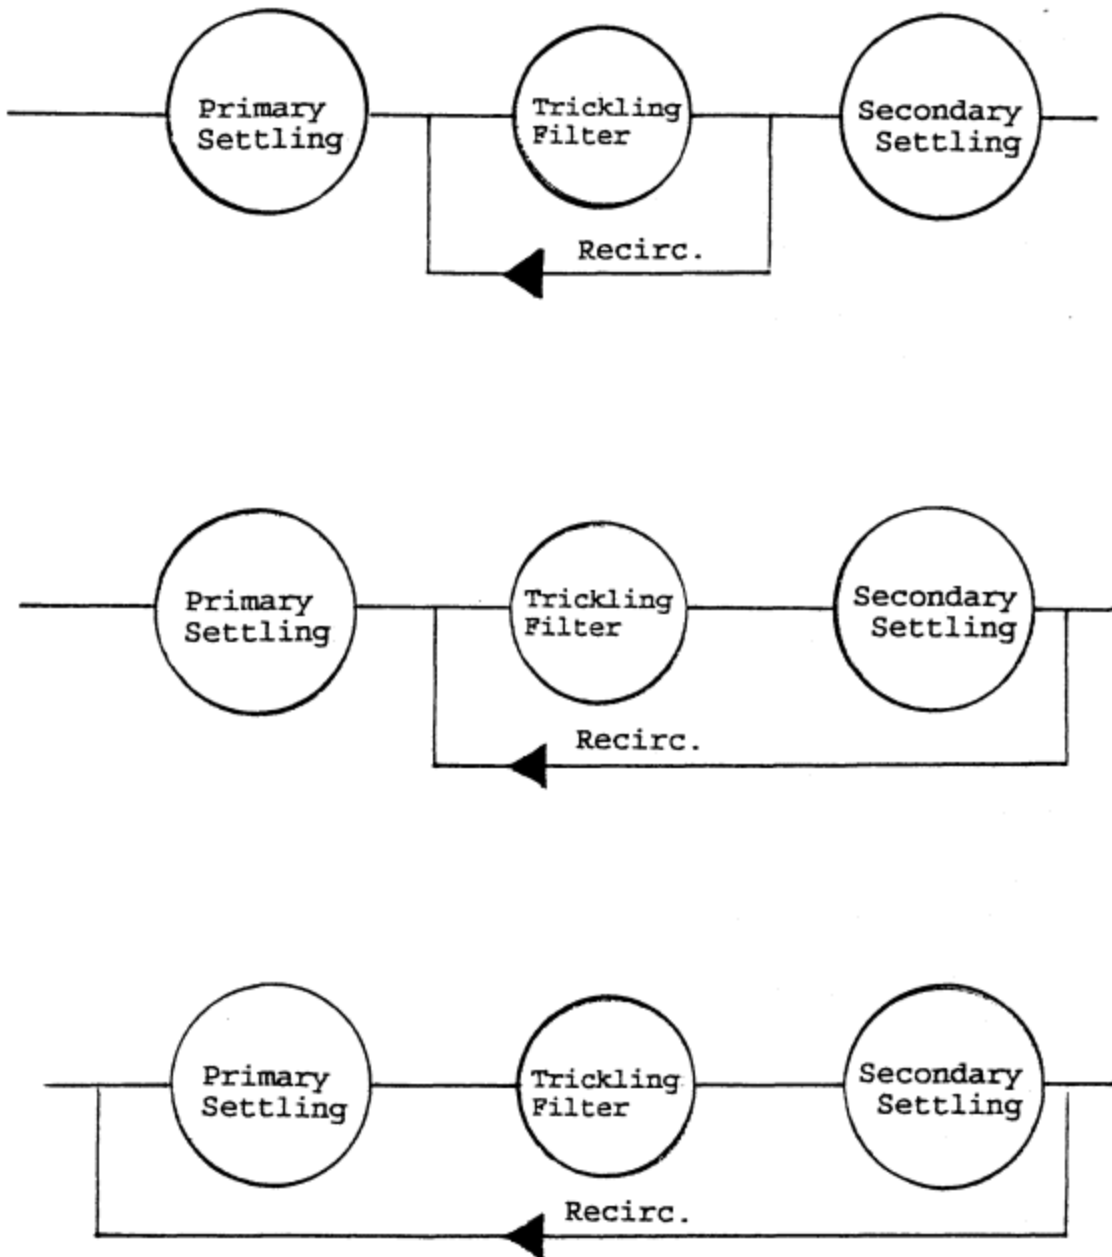 Primary
Settling
Trickling
Filter
Secondary
Settling
Recirc.
Primary
Settling
Trickling
Filter
Secondary
Settling
Recirc.
Primary
Settling
Trickling
Filter
Secondary
Settling
Recirc.